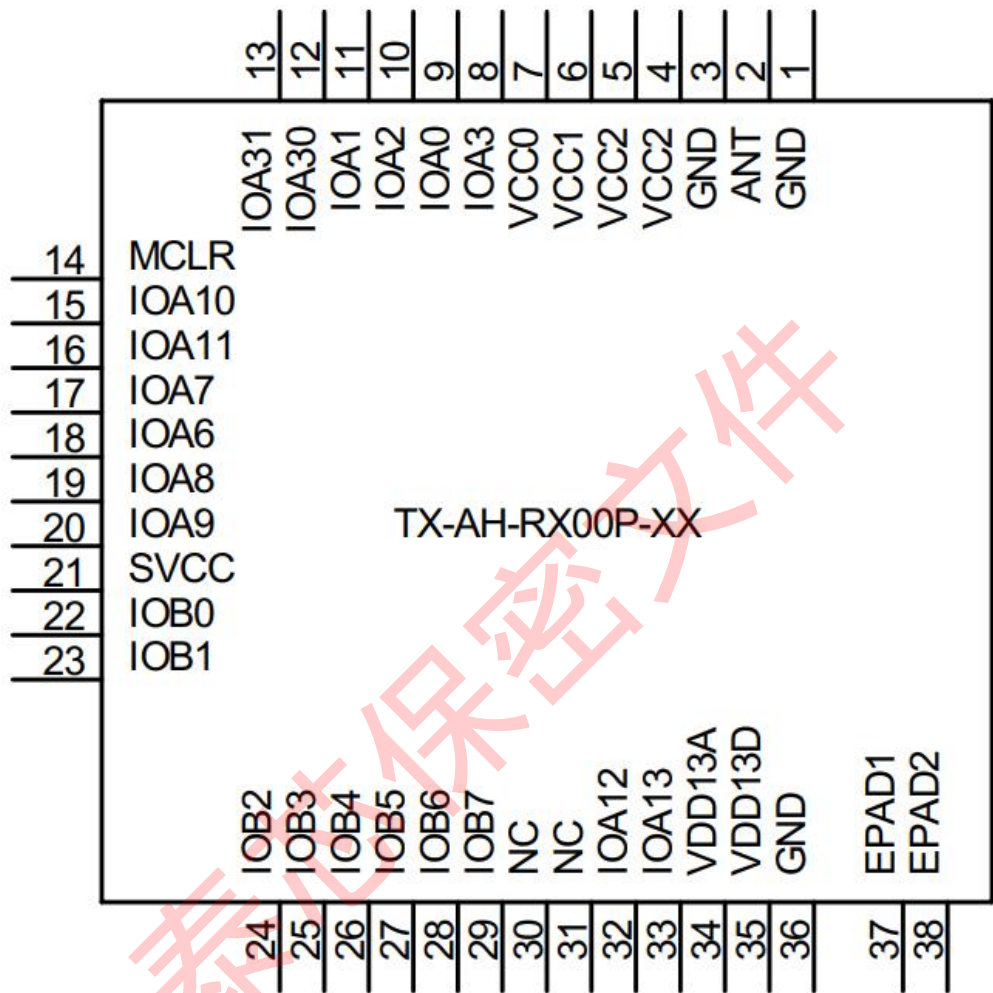 13 12 11 10 9 8 7 6 5 4 3 2 1
IOA31 IOA30 IOA1 IOA2 IOA0 IOA3 VCC0 VCC1 VCC2 VCC2 GND ANT GND
14 MCLR
15 IOA10
16 IOA11
17 IOA7
18 IOA6
19 IOA8
20 IOA9
TX-AH-RX00P-XX
21 SVCC
22 IOB0
23 IOB1
IOB2 IOB3 IOB4 IOB5 IOB6 IOB7 NC NC IOA12 IOA13 VDD13A VDD13D GND EPAD1 EPAD2
24 25 26 27 28 29 30 31 32 33 34 35 36 37 38
泰芯保密文件